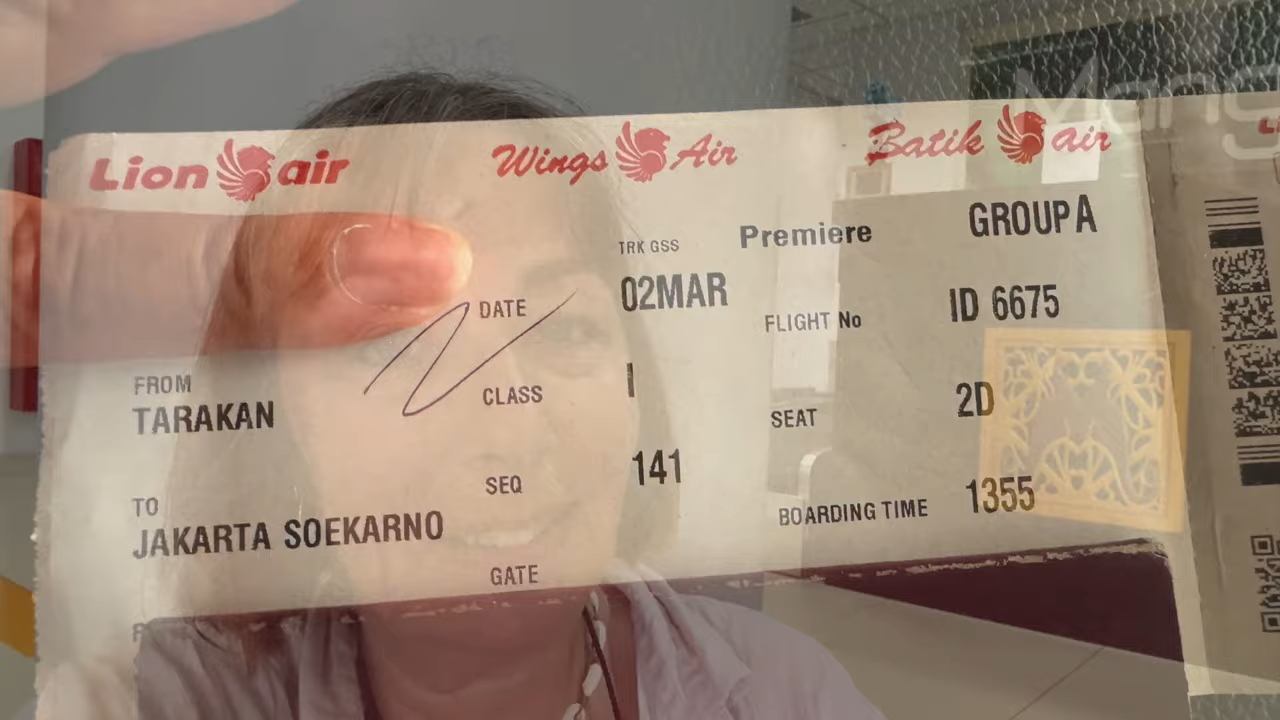 Lion air Wings Air Batik air
TRK GSS Premiere GROUP A
DATE 02MAR FLIGHT No ID 6675
FROM
TARAKAN
CLASS I SEAT 2D
SEQ 141 BOARDING TIME 1355
TO
JAKARTA SOEKARNO
GATE